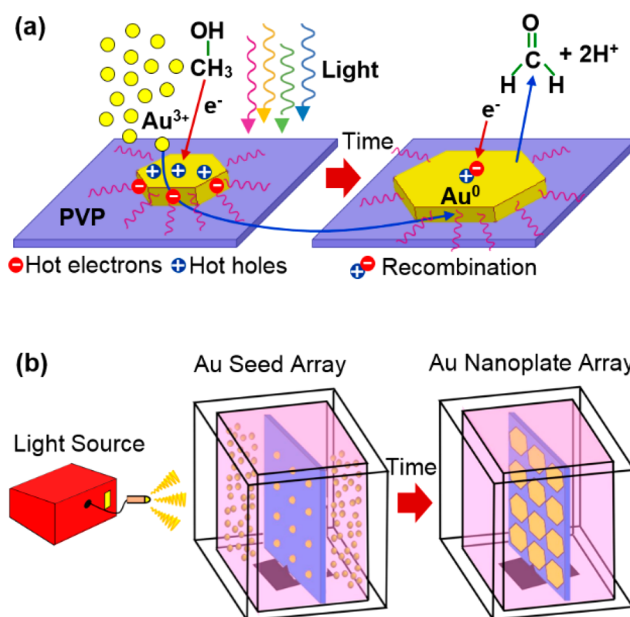 (a)
OH
CH₃
e⁻
Au³⁺
Light
PVP
Time
O
C
H H
+ 2H⁺
e⁻
Au⁰
Hot electrons
Hot holes
Recombination
(b)
Au Seed Array
Au Nanoplate Array
Light Source
Time